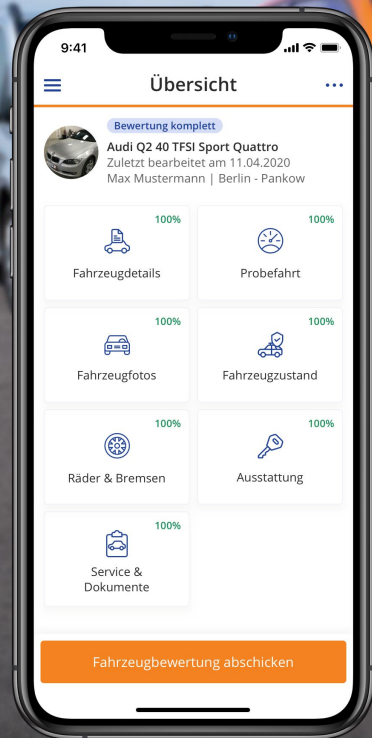 9:41
Übersicht
Bewertung komplett
Audi Q2 40 TFSI Sport Quattro
Zuletzt bearbeitet am 11.04.2020
Max Mustermann | Berlin - Pankow
100%
Fahrzeugdetails
100%
Probefahrt
100%
Fahrzeugfotos
100%
Fahrzeugzustand
100%
Räder & Bremsen
100%
Ausstattung
100%
Service &
Dokumente
Fahrzeugbewertung abschicken